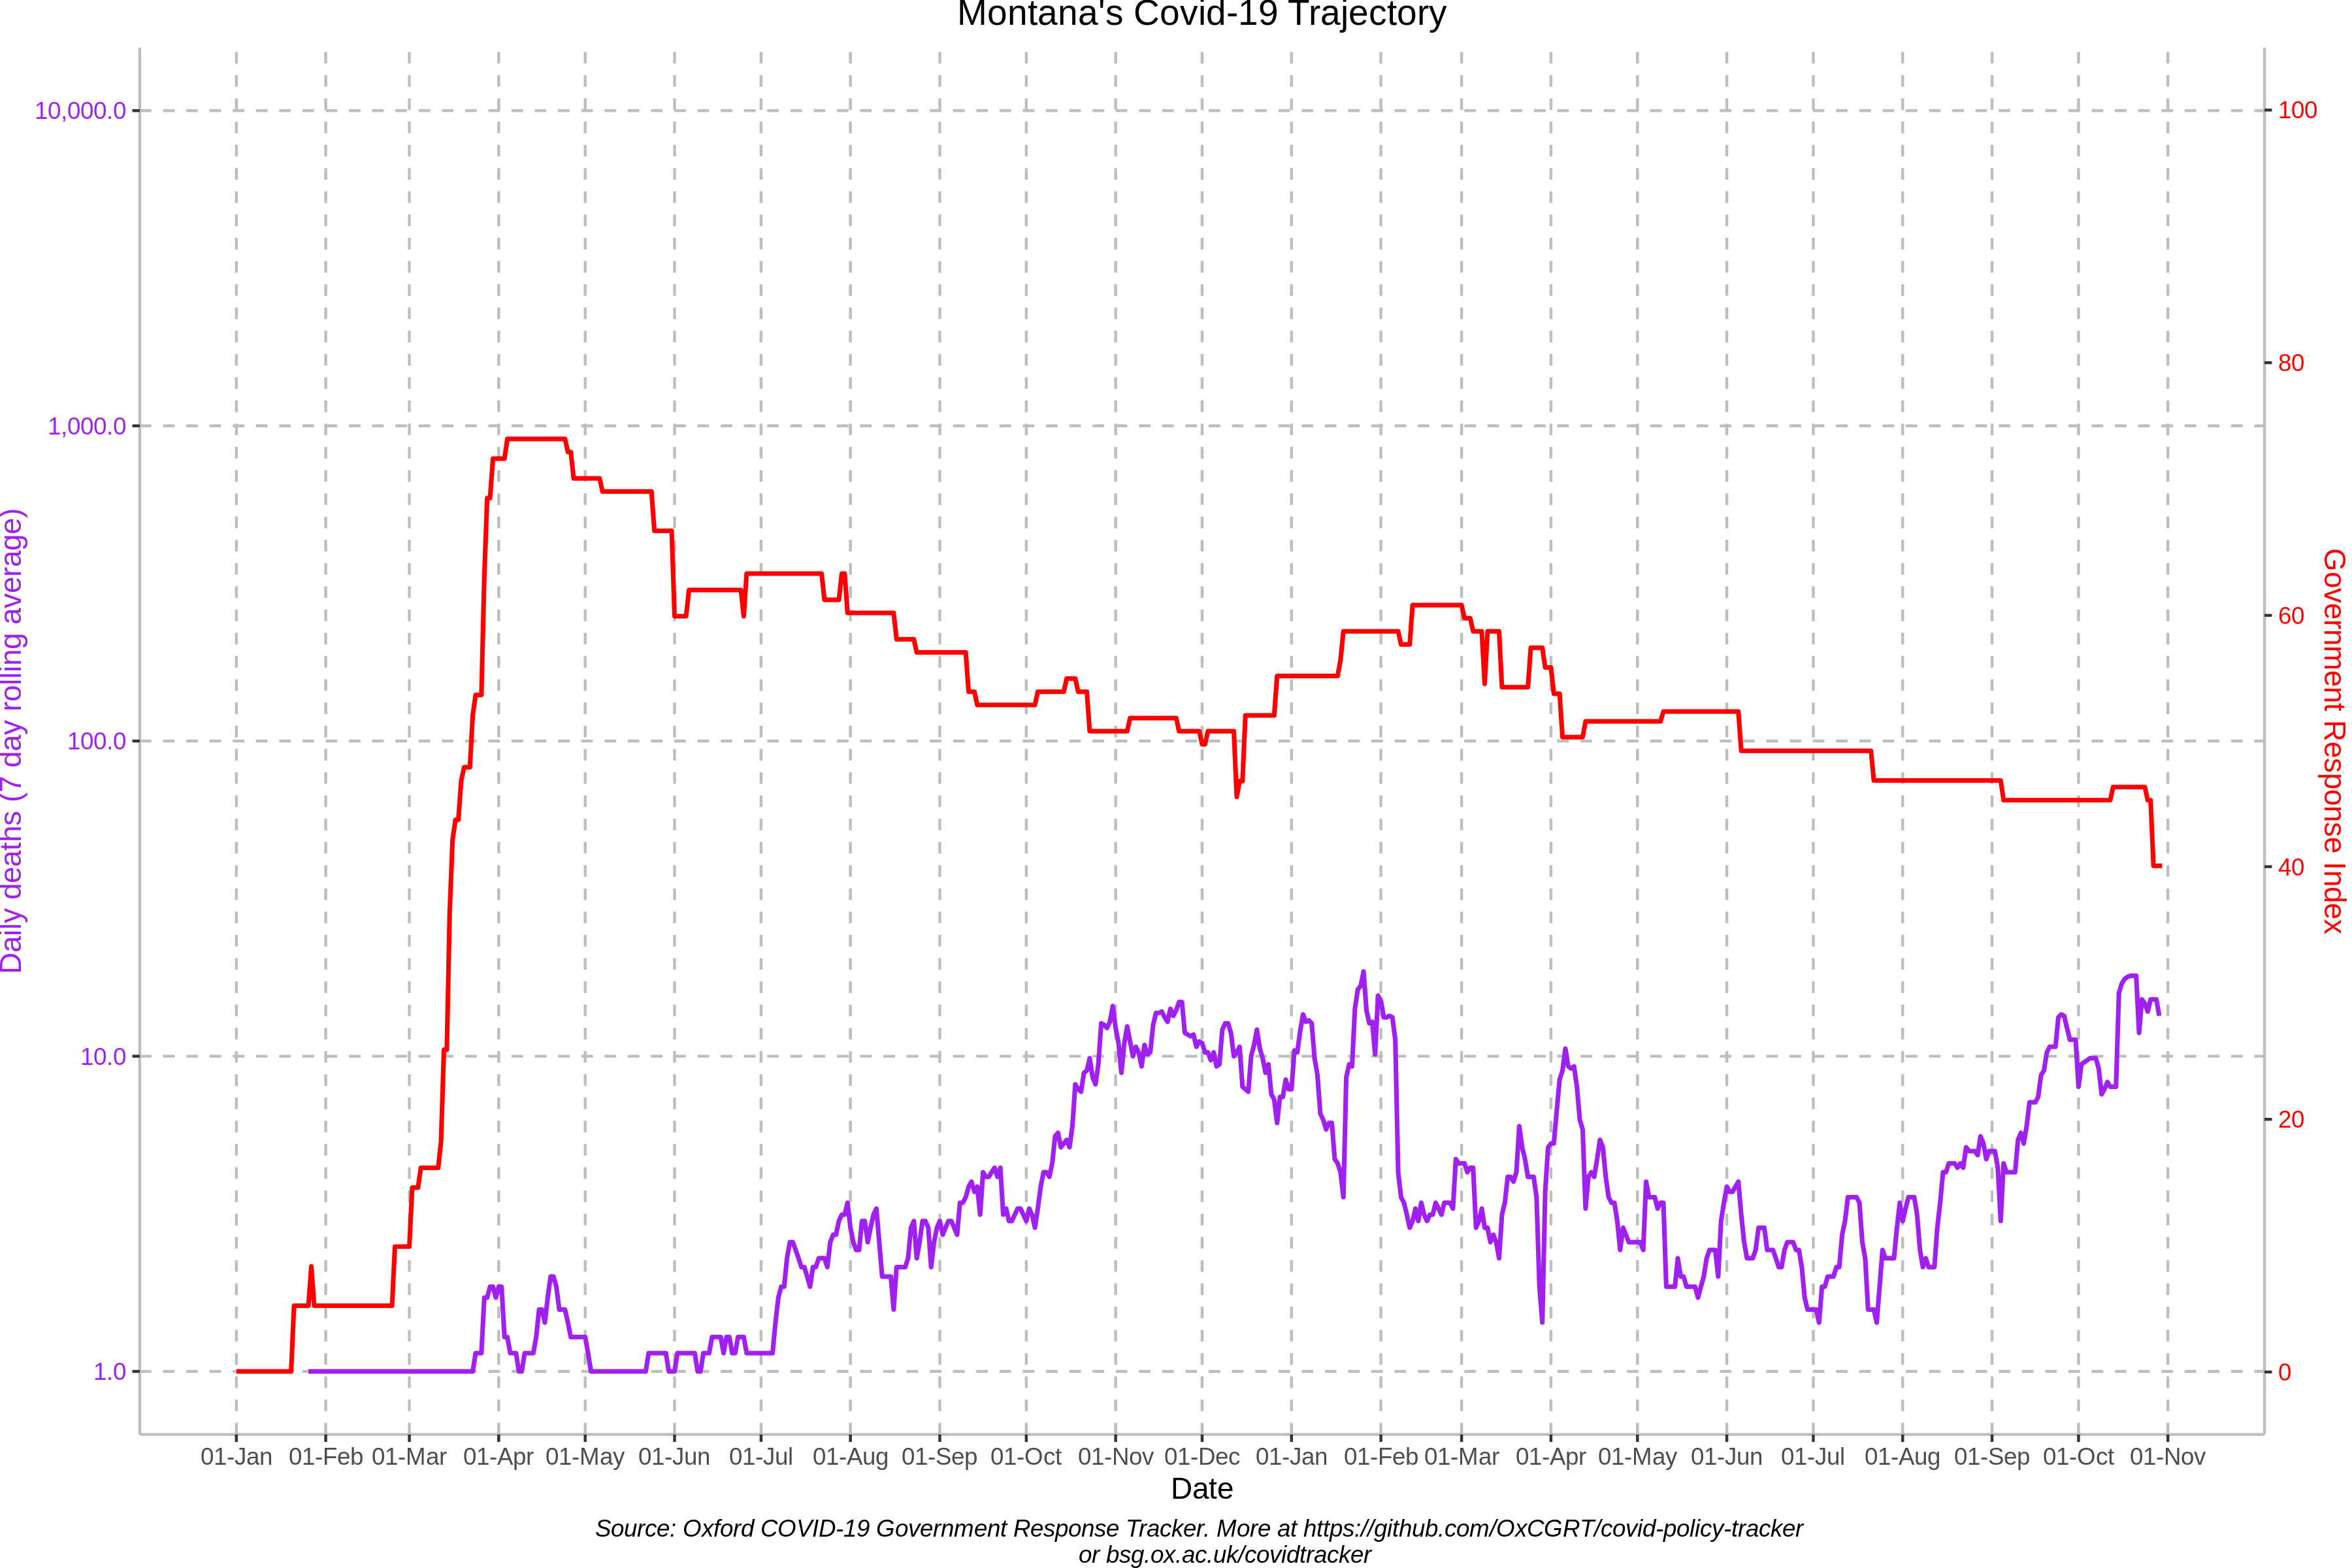 Montana's Covid-19 Trajectory
10,000.0
1,000.0
100.0
10.0
1.0
Daily deaths (7 day rolling average)
100
80
60
40
20
0
Government Response Index
01-Jan 01-Feb 01-Mar 01-Apr 01-May 01-Jun 01-Jul 01-Aug 01-Sep 01-Oct 01-Nov 01-Dec 01-Jan 01-Feb 01-Mar 01-Apr 01-May 01-Jun 01-Jul 01-Aug 01-Sep 01-Oct 01-Nov
Date
Source: Oxford COVID-19 Government Response Tracker. More at https://github.com/OxCGRT/covid-policy-tracker
or bsg.ox.ac.uk/covidtracker